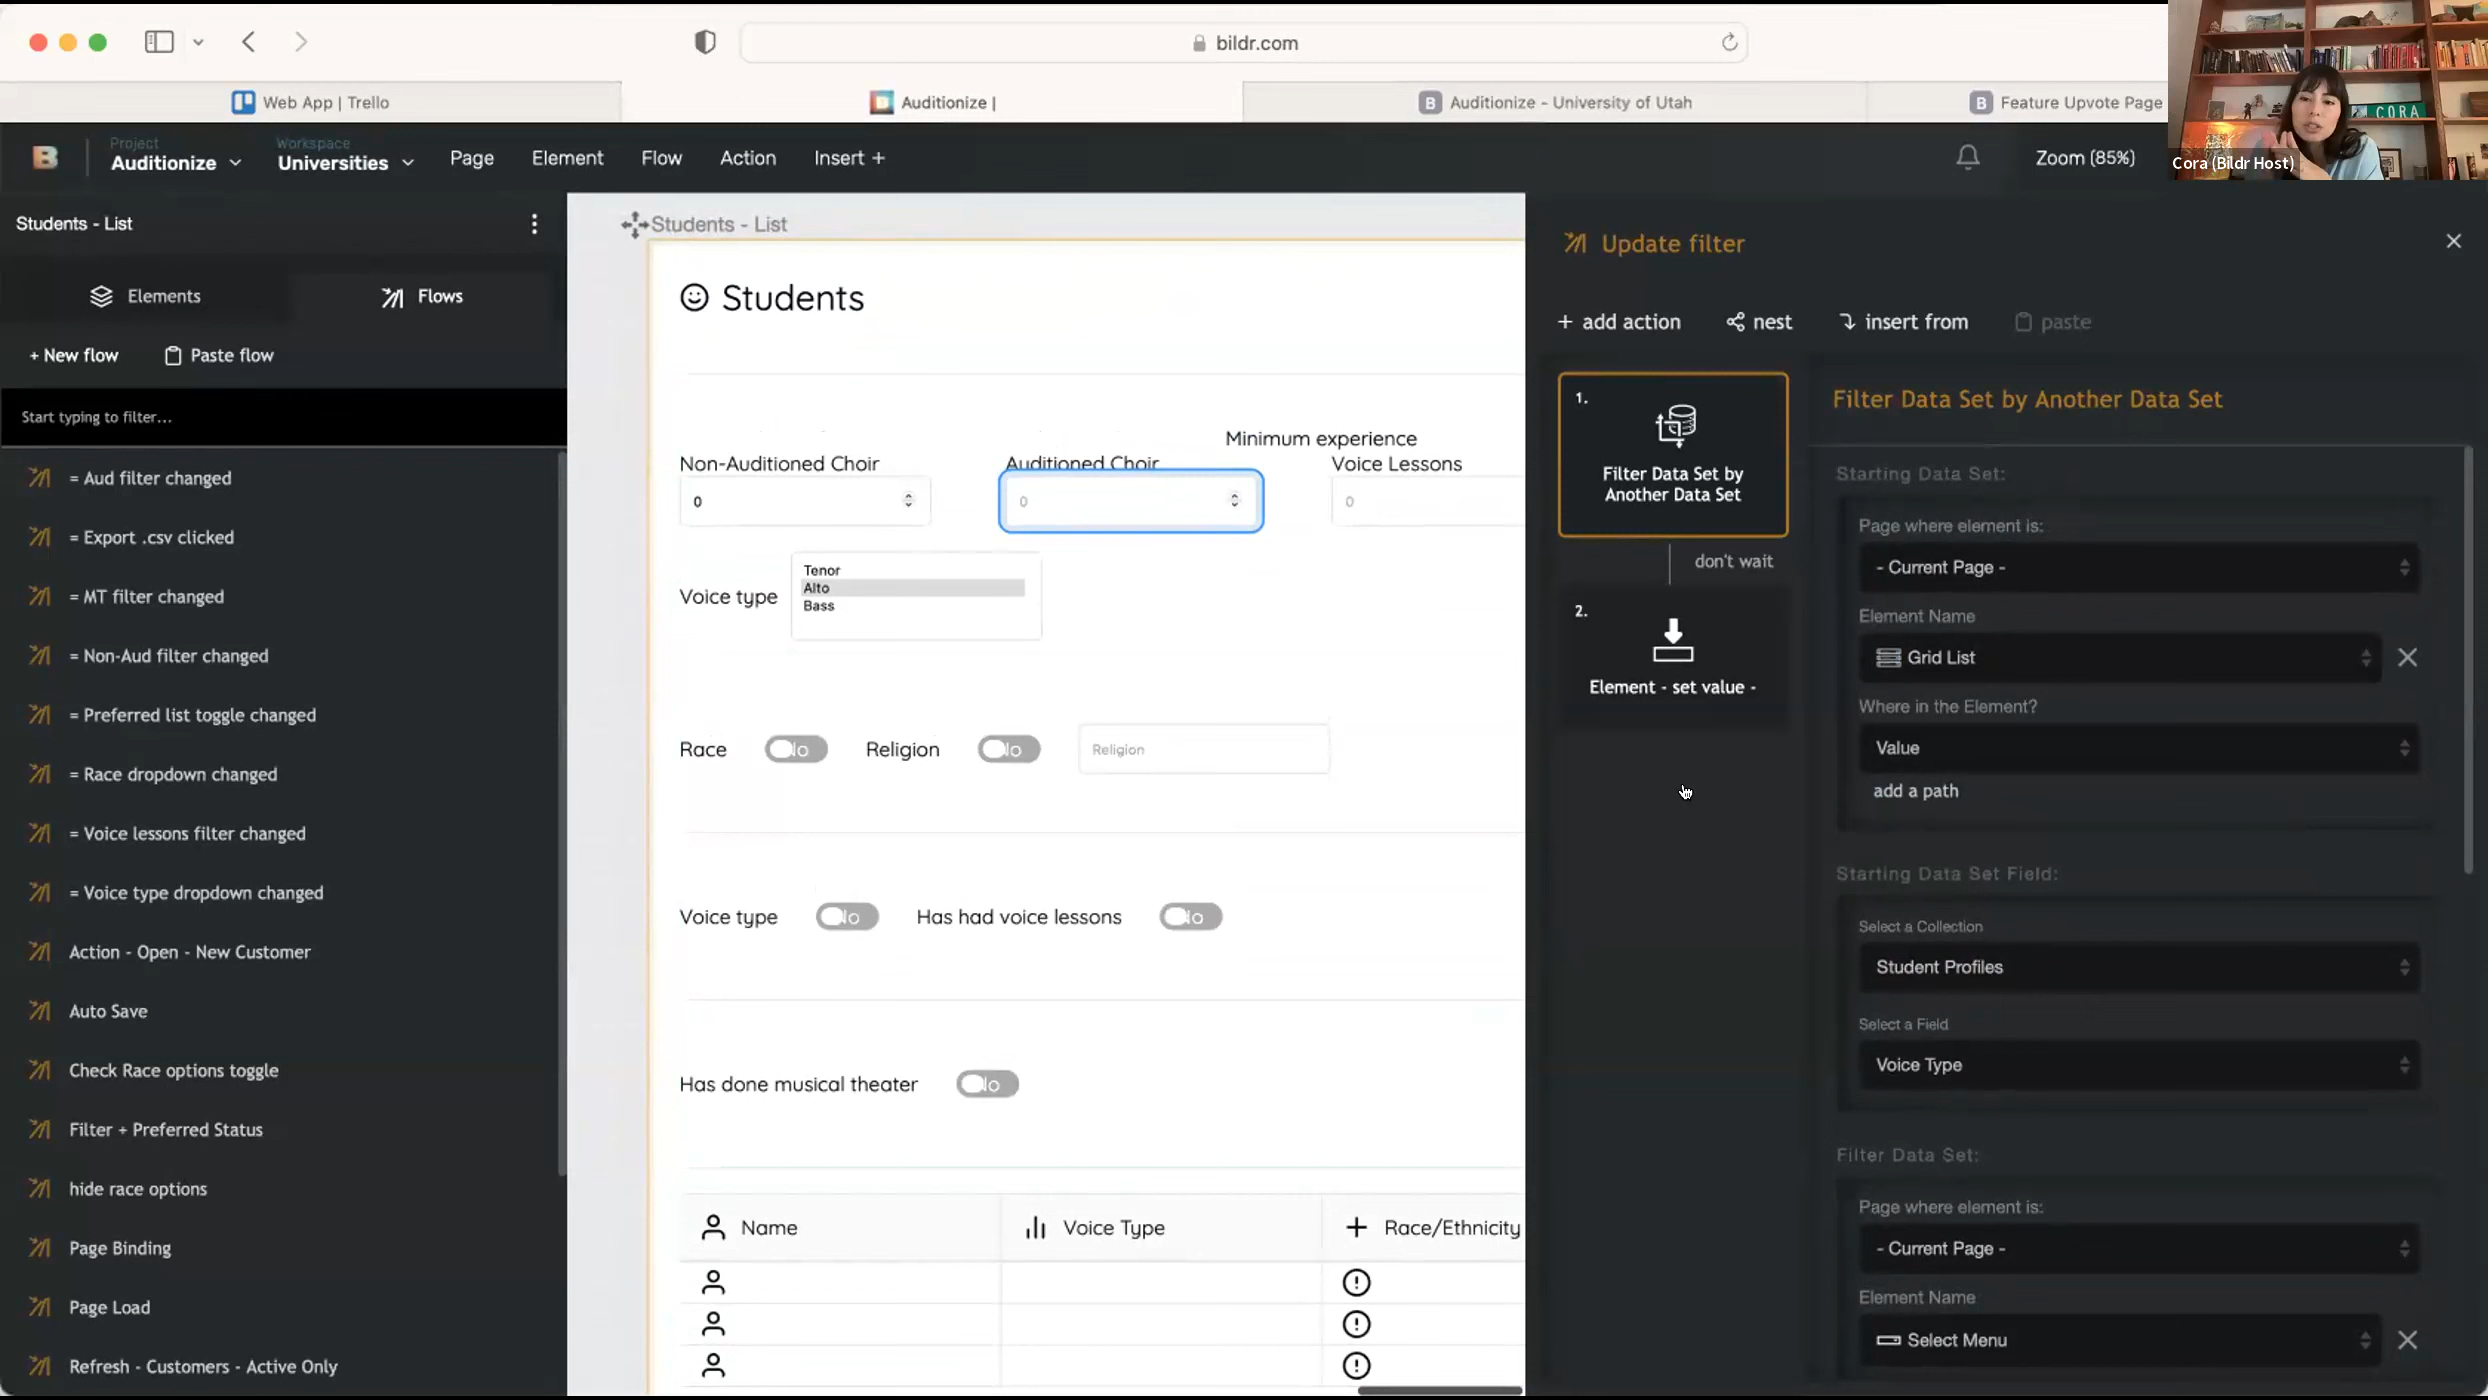 bildr.com
Web App | Trello
Auditionize |
Auditionize - University of Utah
Feature Upvote Page
CORA
Cora (Bildr Host)
Project
Auditionize
Workspace
Universities
Page
Element
Flow
Action
Insert +
Zoom (85%)
Students - List
Elements
Flows
+ New flow
Paste flow
Start typing to filter...
= Aud filter changed
= Export .csv clicked
= MT filter changed
= Non-Aud filter changed
= Preferred list toggle changed
= Race dropdown changed
= Voice lessons filter changed
= Voice type dropdown changed
Action - Open - New Customer
Auto Save
Check Race options toggle
Filter + Preferred Status
hide race options
Page Binding
Page Load
Refresh - Customers - Active Only
Students - List
Students
Minimum experience
Non-Auditioned Choir
Auditioned Choir
Voice Lessons
0
0
0
Voice type
Tenor
Alto
Bass
Race
Religion
Religion
Voice type
Has had voice lessons
Has done musical theater
Name
Voice Type
Race/Ethnicity
Update filter
+ add action
nest
insert from
paste
1.
Filter Data Set by
Another Data Set
don't wait
2.
Element - set value -
Filter Data Set by Another Data Set
Starting Data Set:
Page where element is:
- Current Page -
Element Name
Grid List
Where in the Element?
Value
add a path
Starting Data Set Field:
Select a Collection
Student Profiles
Select a Field
Voice Type
Filter Data Set:
Page where element is:
- Current Page -
Element Name
Select Menu